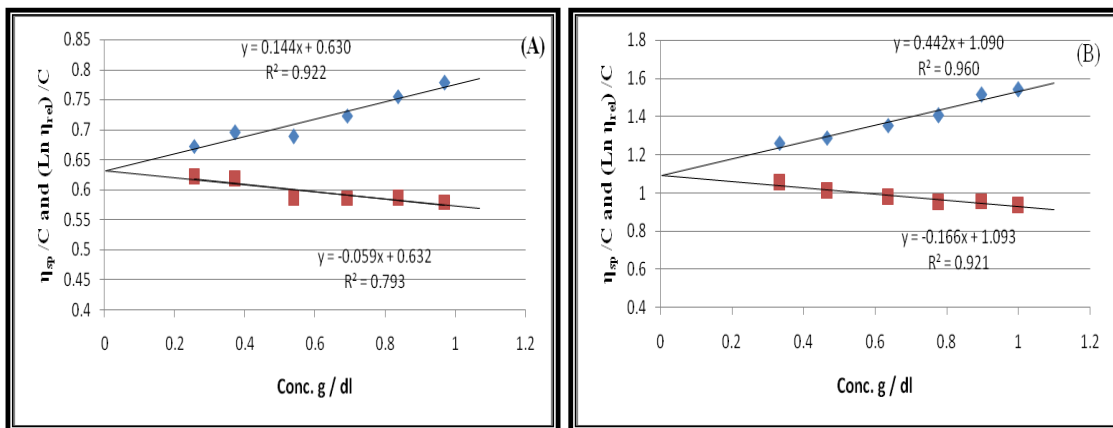 (A)
y = 0.144x + 0.630
R² = 0.922
0.85
0.8
0.75
0.7
0.65
0.6
0.55
0.5
0.45
0.4
y = -0.059x + 0.632
R² = 0.793
0 0.2 0.4 0.6 0.8 1 1.2
Conc. g / dl
ηsp /C and (Ln ηrel) /C
(B)
y = 0.442x + 1.090
R² = 0.960
1.8
1.6
1.4
1.2
1
0.8
0.6
0.4
y = -0.166x + 1.093
R² = 0.921
0 0.2 0.4 0.6 0.8 1 1.2
Conc. g / dl
ηsp /C and (Ln ηrel) /C